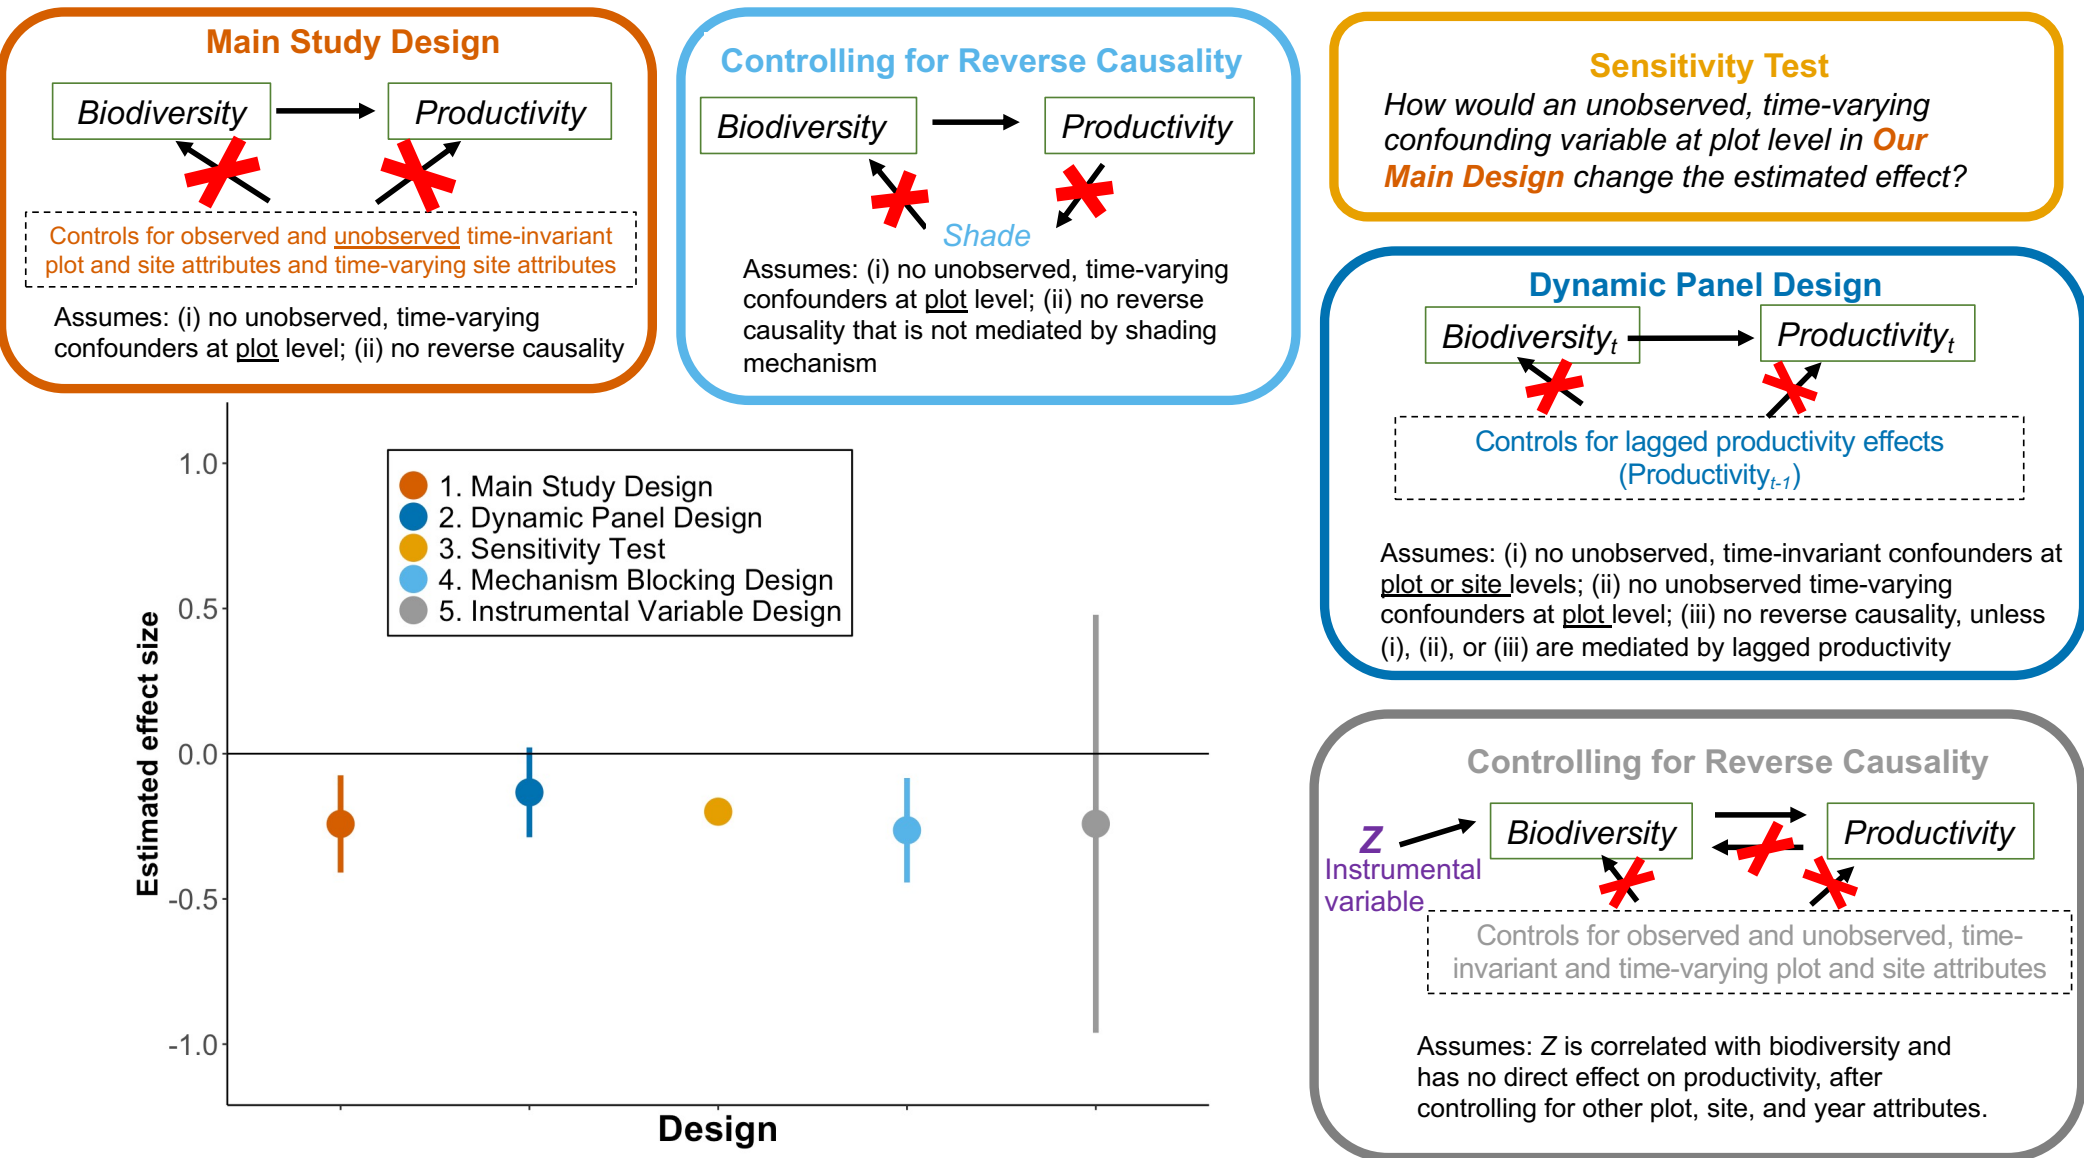 Main Study Design
Biodiversity
Productivity
Controls for observed and unobserved time-invariant
plot and site attributes and time-varying site attributes
Assumes: (i) no unobserved, time-varying
confounders at plot level; (ii) no reverse causality
Controlling for Reverse Causality
Biodiversity
Productivity
Shade
Assumes: (i) no unobserved, time-varying
confounders at plot level; (ii) no reverse
causality that is not mediated by shading
mechanism
Sensitivity Test
How would an unobserved, time-varying
confounding variable at plot level in Our
Main Design change the estimated effect?
Dynamic Panel Design
Biodiversityt
Productivityt
Controls for lagged productivity effects
(Productivityt-1)
Assumes: (i) no unobserved, time-invariant confounders at
plot or site levels; (ii) no unobserved time-varying
confounders at plot level; (iii) no reverse causality, unless
(i), (ii), or (iii) are mediated by lagged productivity
1. Main Study Design
2. Dynamic Panel Design
3. Sensitivity Test
4. Mechanism Blocking Design
5. Instrumental Variable Design
1.0
0.5
0.0
-0.5
-1.0
Estimated effect size
Design
Controlling for Reverse Causality
Z
Instrumental
variable
Biodiversity
Productivity
Controls for observed and unobserved, time-
invariant and time-varying plot and site attributes
Assumes: Z is correlated with biodiversity and
has no direct effect on productivity, after
controlling for other plot, site, and year attributes.